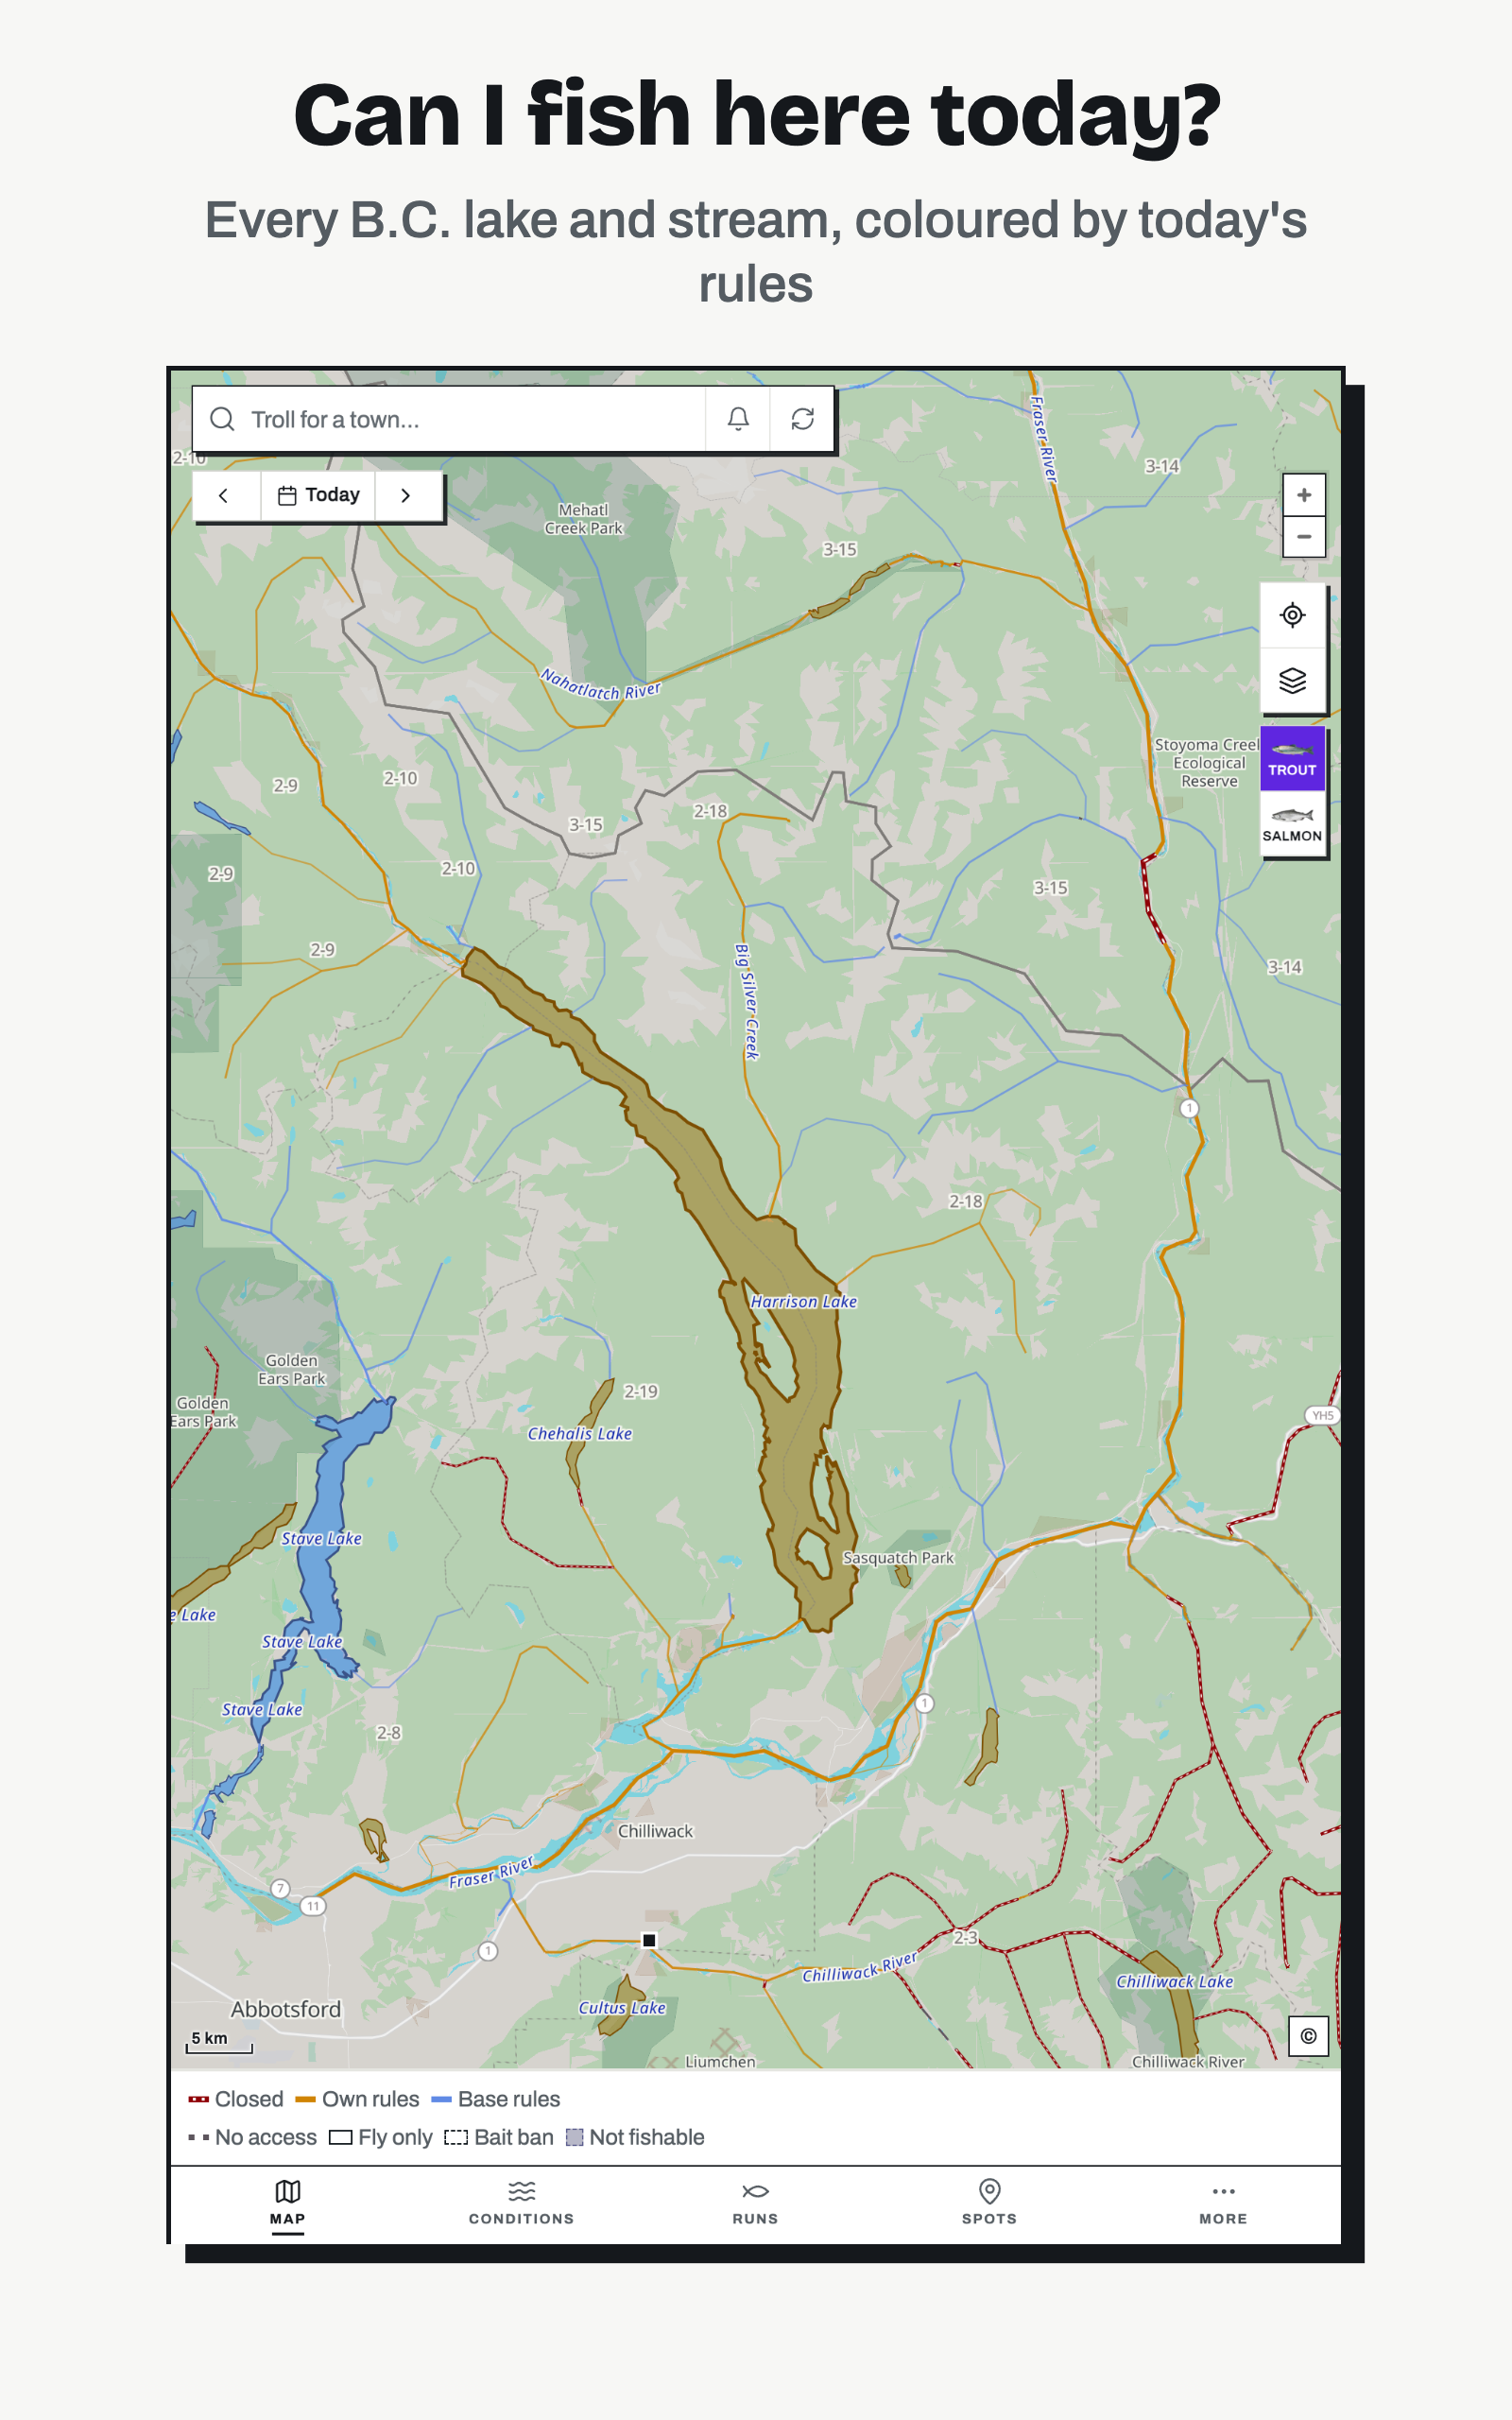 Can I fish here today?
Every B.C. lake and stream, coloured by today's
rules
Troll for a town...
Fraser River
2-10
3-14
Today
Mehatl
Creek Park
3-15
Nahatlatch River
Stoyoma Creek
Ecological
Reserve
TROUT
2-9
2-10
2-18
3-15
SALMON
2-9
2-10
3-15
2-9
Big Silver Creek
3-14
1
2-18
Harrison Lake
Golden
Ears Park
2-19
Golden
Ears Park
YH5
Chehalis Lake
Stave Lake
Sasquatch Park
e Lake
Stave Lake
Stave Lake
1
2-8
Chilliwack
Fraser River
7
11
1
2-3
Chilliwack River
Chilliwack Lake
Cultus Lake
Abbotsford
5 km
©
Liumchen
Chilliwack River
Closed Own rules Base rules
No access Fly only Bait ban Not fishable
MAP CONDITIONS RUNS SPOTS MORE